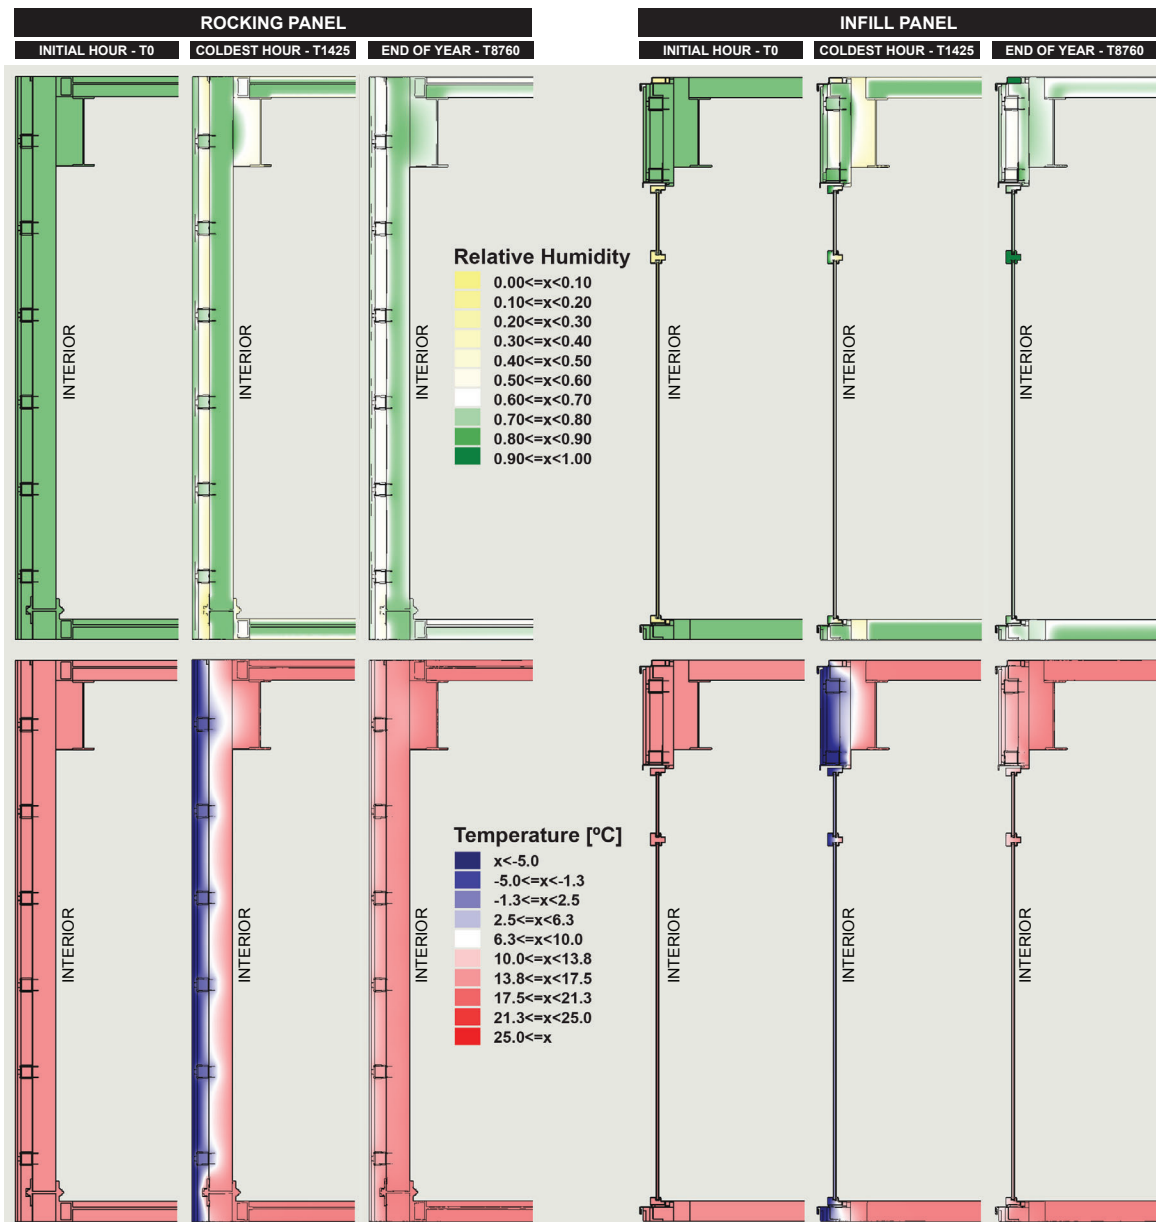 ROCKING PANEL
INFILL PANEL
INITIAL HOUR - T0
COLDEST HOUR - T1425
END OF YEAR - T8760
INITIAL HOUR - T0
COLDEST HOUR - T1425
END OF YEAR - T8760
INTERIOR
INTERIOR
INTERIOR
Relative Humidity
0.00<=x<0.10
0.10<=x<0.20
0.20<=x<0.30
0.30<=x<0.40
0.40<=x<0.50
0.50<=x<0.60
0.60<=x<0.70
0.70<=x<0.80
0.80<=x<0.90
0.90<=x<1.00
INTERIOR
INTERIOR
INTERIOR
INTERIOR
INTERIOR
INTERIOR
Temperature [ºC]
x<-5.0
-5.0<=x<-1.3
-1.3<=x<2.5
2.5<=x<6.3
6.3<=x<10.0
10.0<=x<13.8
13.8<=x<17.5
17.5<=x<21.3
21.3<=x<25.0
25.0<=x
INTERIOR
INTERIOR
INTERIOR